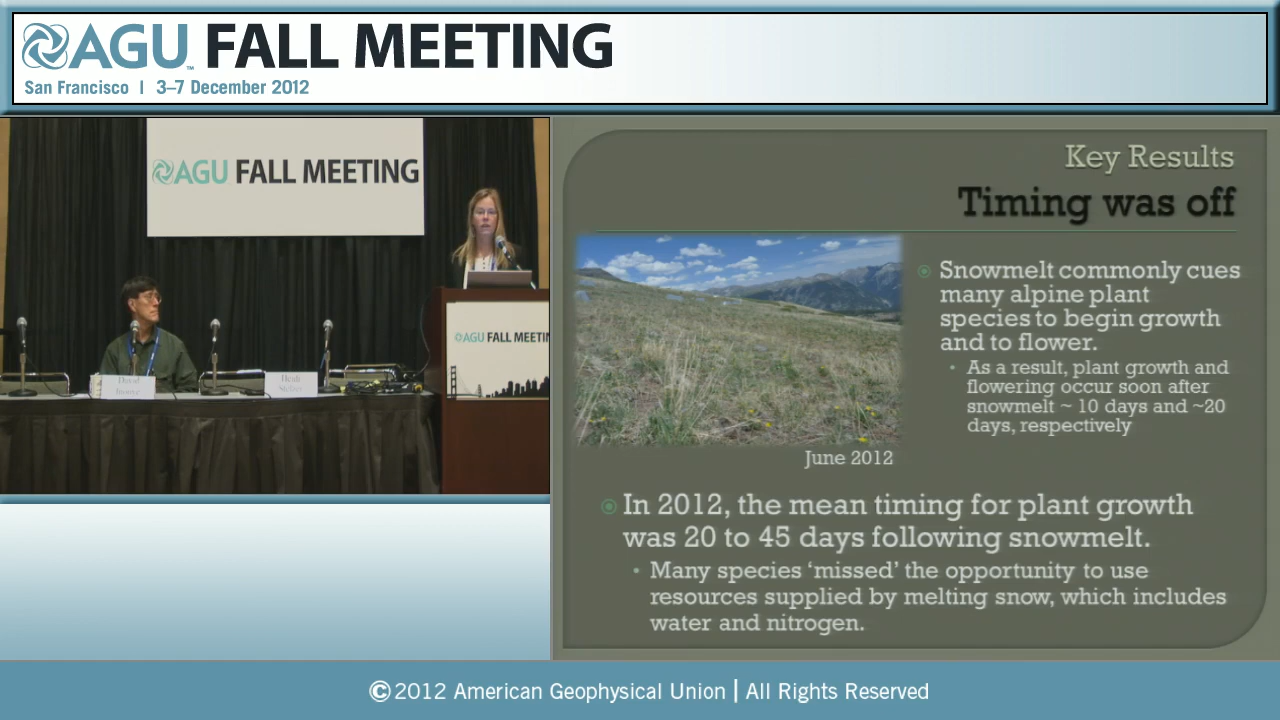 AGU FALL MEETING
San Francisco | 3–7 December 2012
AGU FALL MEETING
AGU FALL MEETIN
David
Heidi
Key Results
Timing was off
Snowmelt commonly cues
many alpine plant
species to begin growth
and to flower.
As a result, plant growth and
flowering occur soon after
snowmelt ~ 10 days and ~20
days, respectively
June 2012
In 2012, the mean timing for plant growth
was 20 to 45 days following snowmelt.
Many species ‘missed’ the opportunity to use
resources supplied by melting snow, which includes
water and nitrogen.
©2012 American Geophysical Union | All Rights Reserved